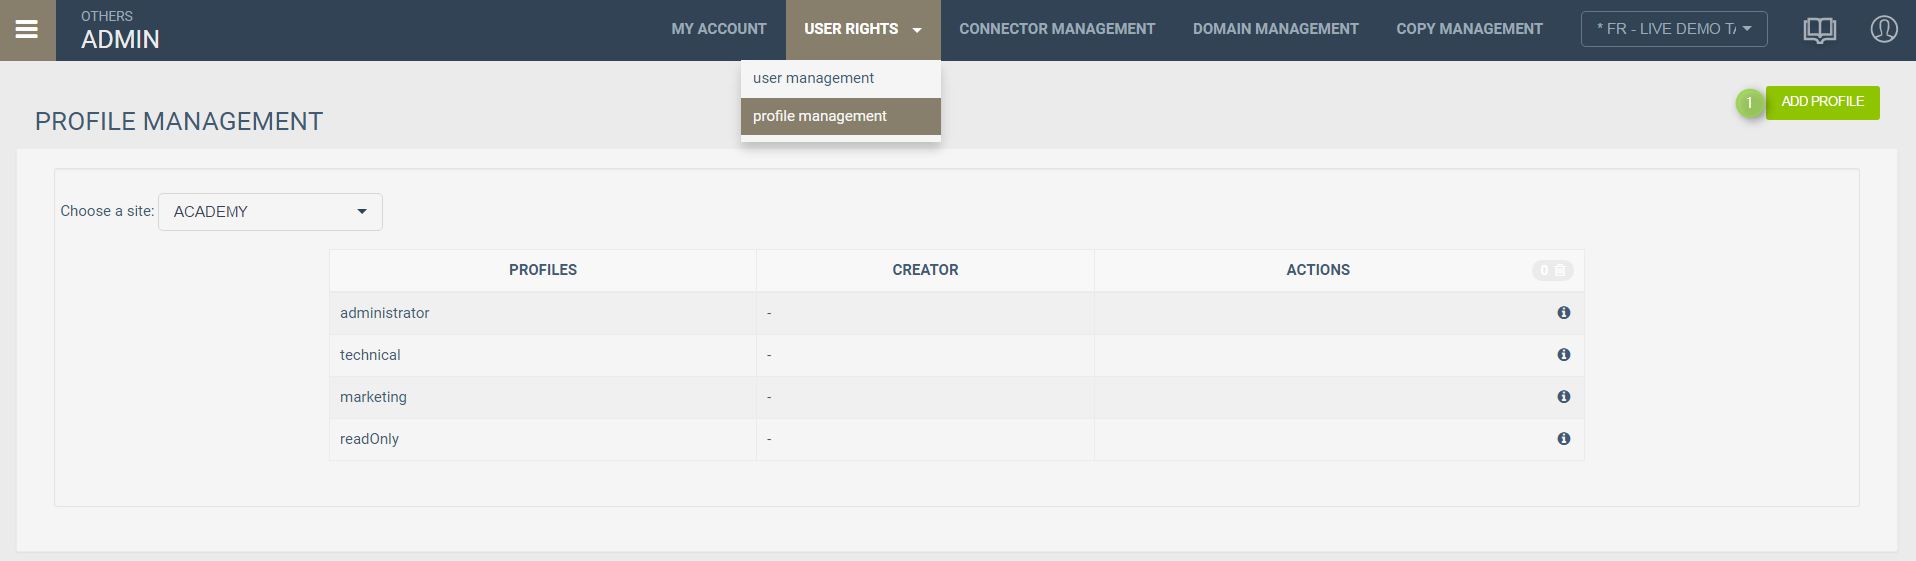 OTHERS
ADMIN
MY ACCOUNT
USER RIGHTS
CONNECTOR MANAGEMENT
DOMAIN MANAGEMENT
COPY MANAGEMENT
* FR - LIVE DEMO TA
user management
profile management
PROFILE MANAGEMENT
1
ADD PROFILE
Choose a site: ACADEMY
PROFILES CREATOR ACTIONS 0
administrator -
technical -
marketing -
readOnly -